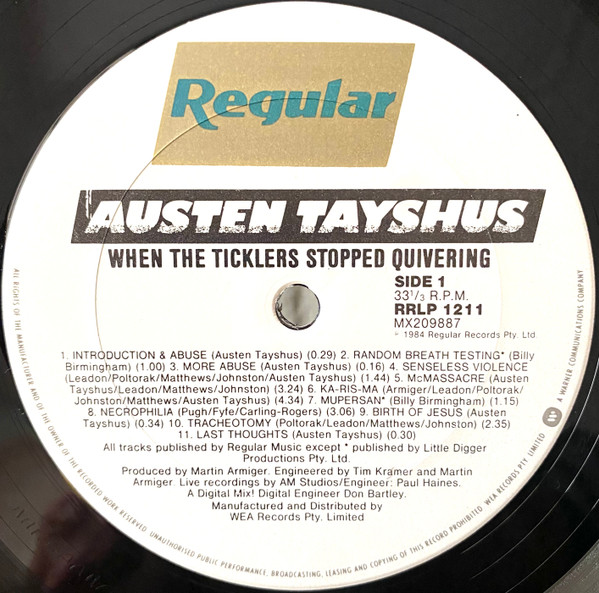 Regular
AUSTEN TAYSHUS
WHEN THE TICKLERS STOPPED QUIVERING
SIDE 1
33 1/3 R.P.M.
RRLP 1211
MX209887
℗ 1984 Regular Records Pty. Ltd.
1. INTRODUCTION & ABUSE (Austen Tayshus) (0.29) 2. RANDOM BREATH TESTING* (Billy
Birmingham) (1.00) 3. MORE ABUSE (Austen Tayshus) (0.16) 4. SENSELESS VIOLENCE
(Leadon/Poltorak/Matthews/Johnston/Austen Tayshus) (1.44) 5. McMASSACRE (Austen
Tayshus/Leadon/Poltorak/Matthews/Johnston) (3.24) 6. KA-RIS-MA (Armiger/Leadon/Poltorak/
Johnston/Matthews/Austen Tayshus) (4.34) 7. MUPERSAN* (Billy Birmingham) (1.15)
8. NECROPHILIA (Pugh/Fyfe/Carling-Rogers) (3.06) 9. BIRTH OF JESUS (Austen
Tayshus) (0.34) 10. TRACHEOTOMY (Poltorak/Leadon/Matthews/Johnston) (2.35)
11. LAST THOUGHTS (Austen Tayshus) (0.30)
All tracks published by Regular Music except * published by Little Digger
Productions Pty. Ltd.
Produced by Martin Armiger. Engineered by Tim Kramer and Martin
Armiger. Live recordings by AM Studios/Engineer: Paul Haines.
A Digital Mix! Digital Engineer Don Bartley.
Manufactured and Distributed by
WEA Records Pty. Limited
ALL RIGHTS OF THE MANUFACTURER AND OF THE OWNER OF THE RECORDED WORK RESERVED. UNAUTHORISED PUBLIC PERFORMANCE, BROADCASTING, LEASING AND COPYING OF THIS RECORD PROHIBITED. WEA RECORDS PTY. LIMITED A WARNER COMMUNICATIONS COMPANY